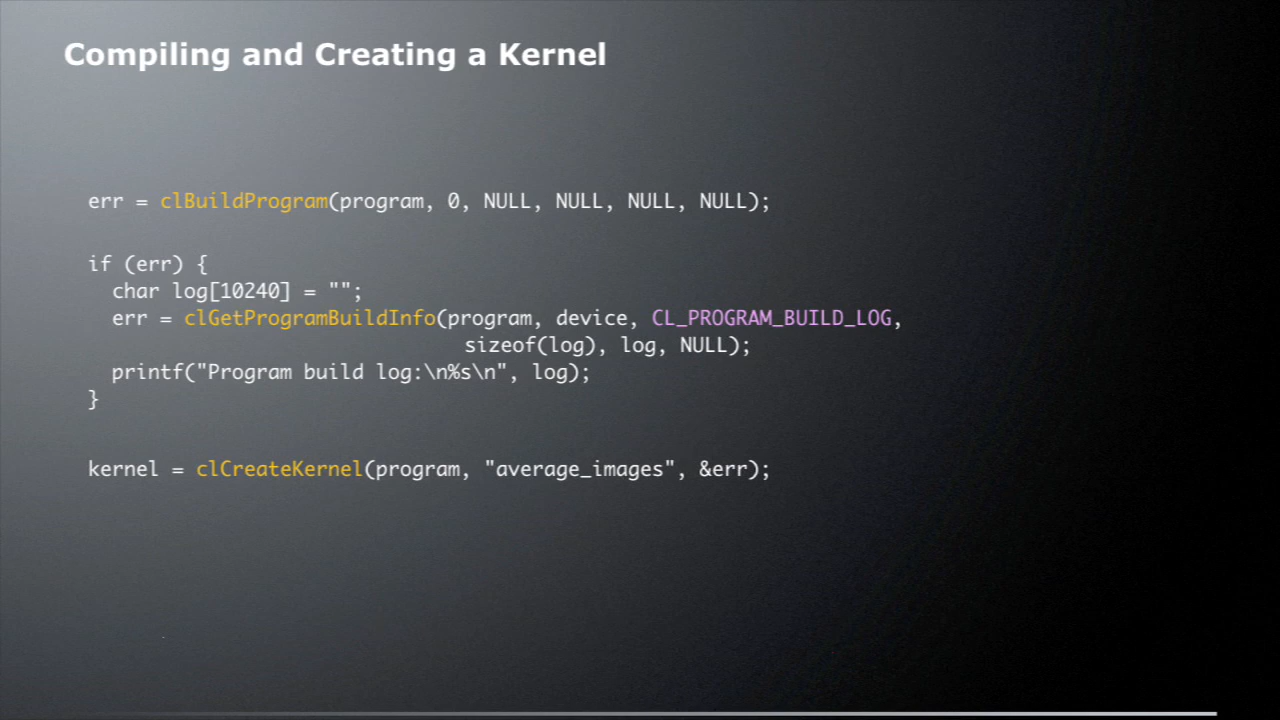 Compiling and Creating a Kernel
err = clBuildProgram(program, 0, NULL, NULL, NULL, NULL);
if (err) {
char log[10240] = "";
err = clGetProgramBuildInfo(program, device, CL_PROGRAM_BUILD_LOG,
sizeof(log), log, NULL);
printf("Program build log:\n%s\n", log);
}
kernel = clCreateKernel(program, "average_images", &err);